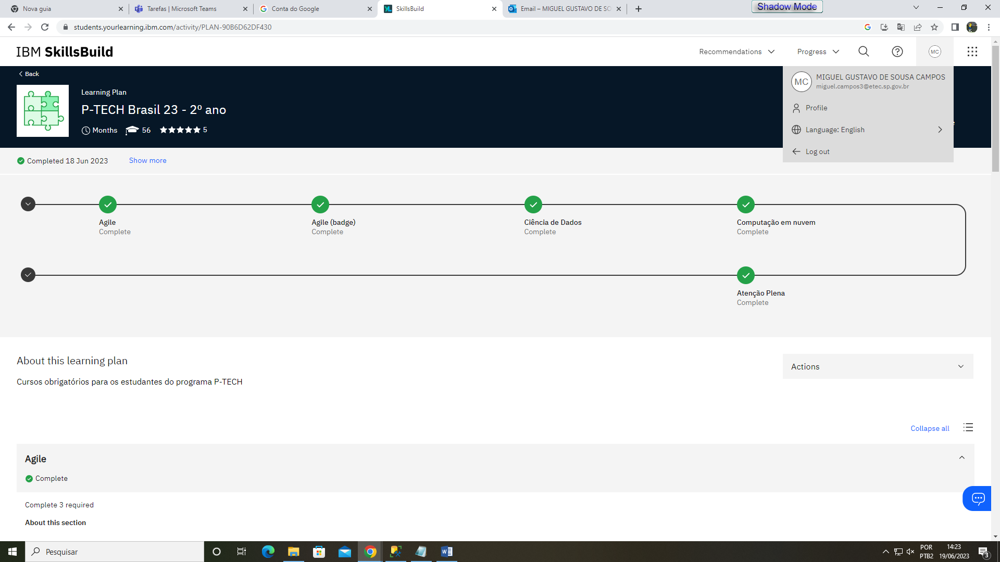 Nova guia
Tarefas | Microsoft Teams
Conta do Google
SkillsBuild
Email – MIGUEL GUSTAVO DE SO
Shadow Mode
students.yourlearning.ibm.com/activity/PLAN-90B6D62DF430
IBM SkillsBuild
Recommendations
Progress
MC
Back
MC
MIGUEL GUSTAVO DE SOUSA CAMPOS
miguel.campos3@etec.sp.gov.br
Learning Plan
P-TECH Brasil 23 - 2º ano
Months
56
5
Profile
Language: English
Log out
Completed 18 Jun 2023
Show more
Agile
Complete
Agile (badge)
Complete
Ciência de Dados
Complete
Computação em nuvem
Complete
Atenção Plena
Complete
About this learning plan
Actions
Cursos obrigatórios para os estudantes do programa P-TECH
Collapse all
Agile
Complete
Complete 3 required
About this section
Pesquisar
POR
PTB2
14:23
19/06/2023
3